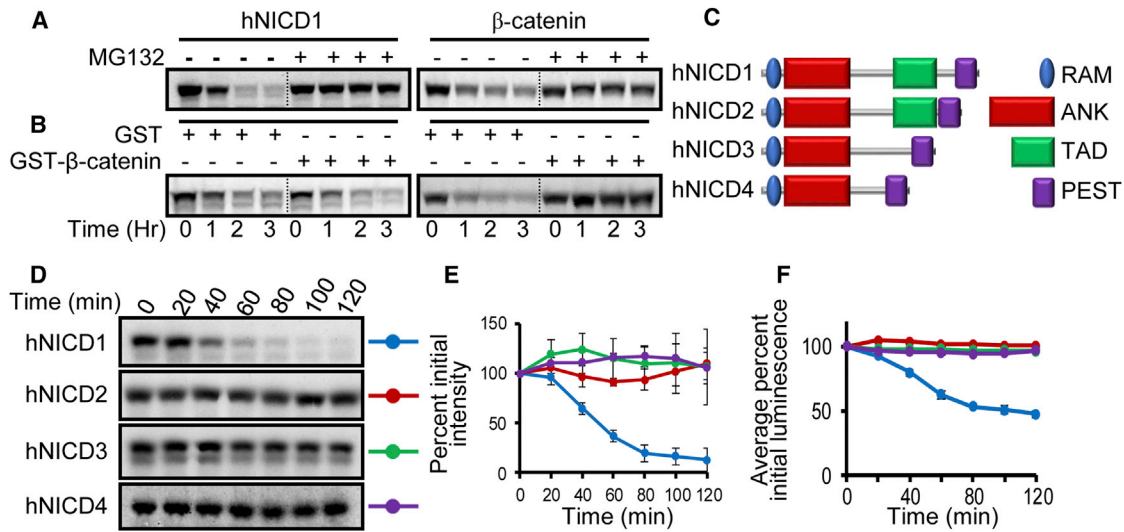 A
hNICD1
β-catenin
MG132
- - - - + + + +
- - - - + + + +
B
GST
+ + + + - - - -
+ + + + - - - -
GST-β-catenin
- - - - + + + +
- - - - + + + +
Time (Hr)
0 1 2 3 0 1 2 3
0 1 2 3 0 1 2 3
C
hNICD1
hNICD2
hNICD3
hNICD4
RAM
ANK
TAD
PEST
D
Time (min)
0 20 40 60 80 100 120
hNICD1
hNICD2
hNICD3
hNICD4
E
Percent initial
intensity
150
100
50
0
0 20 40 60 80 100 120
Time (min)
F
Average percent
initial luminescence
100
50
0
0 40 80 120
Time (min)